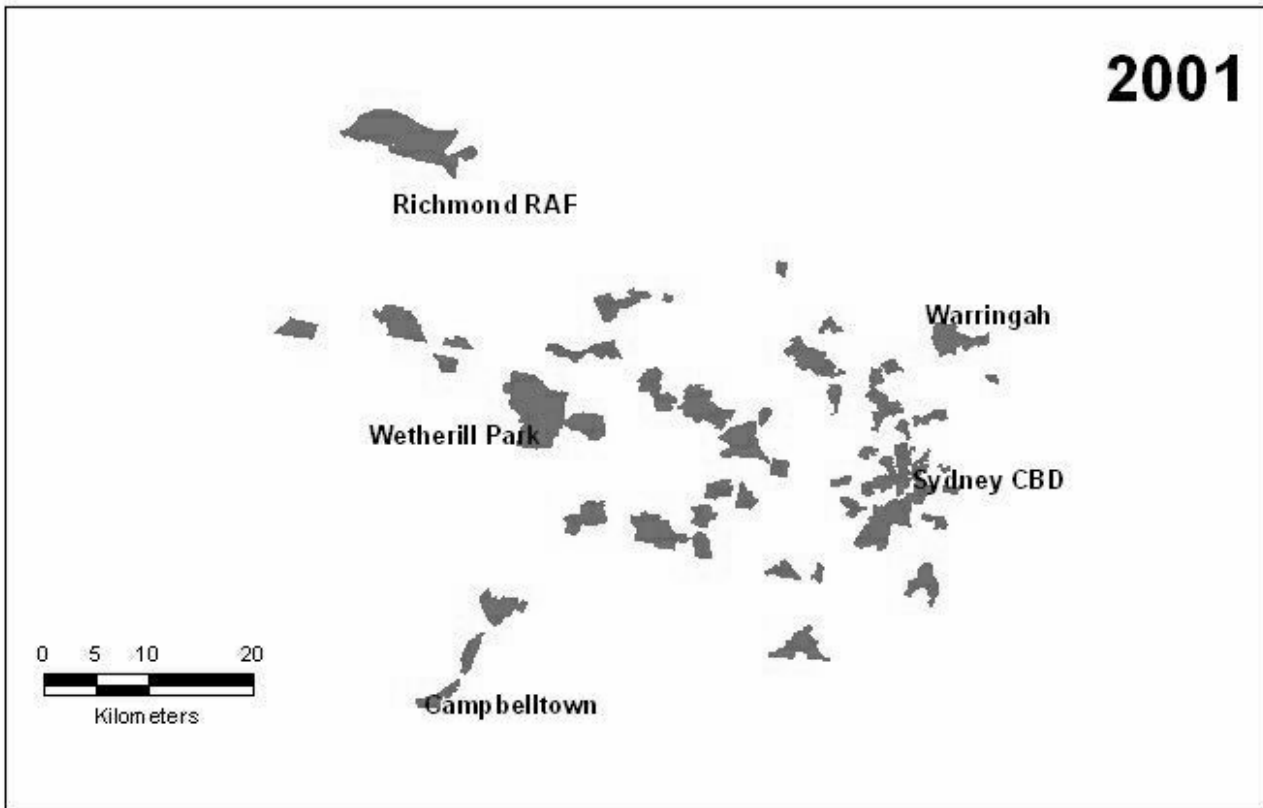 2001
Richmond RAF
Warringah
Wetherill Park
Sydney CBD
0 5 10 20
Kilometers
Campbelltown